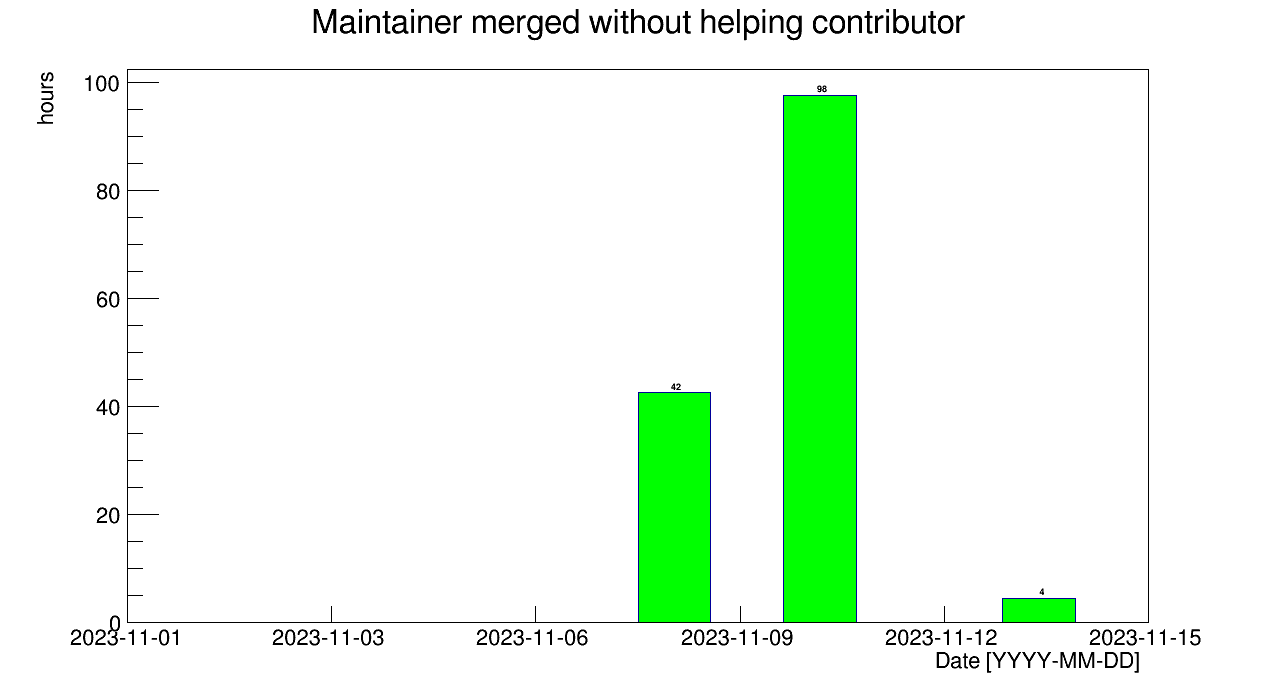 Maintainer merged without helping contributor
hours
100
80
60
40
20
0
98
42
4
2023-11-01 2023-11-03 2023-11-06 2023-11-09 2023-11-12 2023-11-15
Date [YYYY-MM-DD]